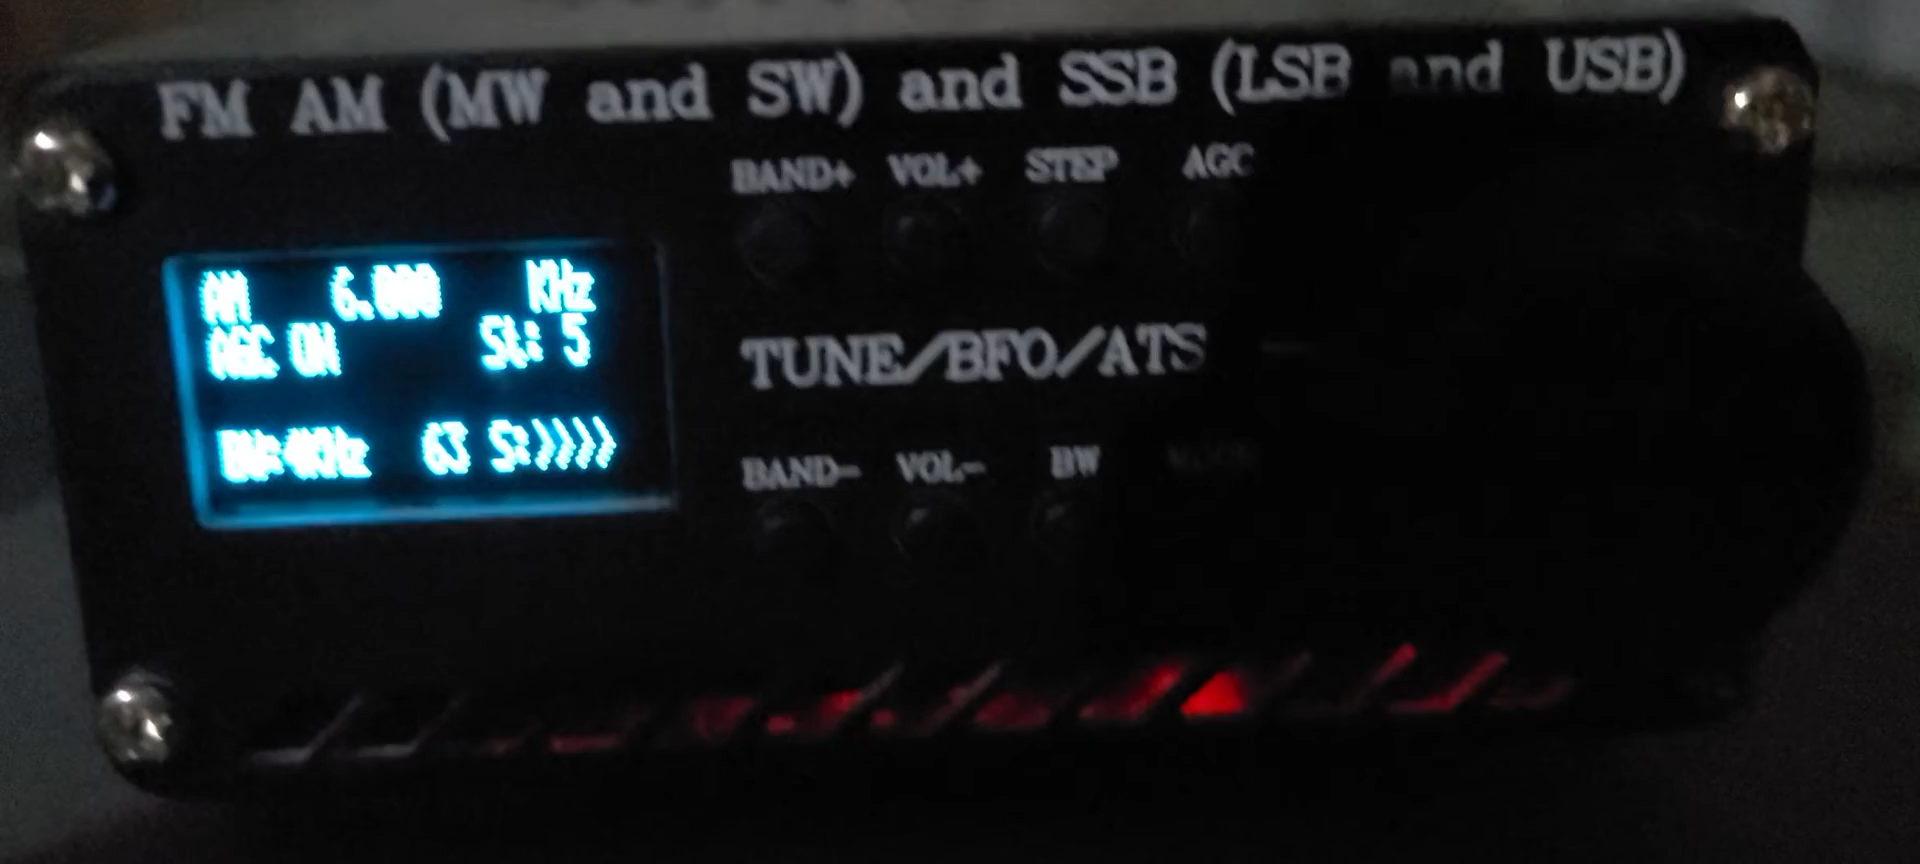 FM AM (MW and SW) and SSB (LSB and USB)
BAND+ VOL+ STEP AGC
AM 6.000 KHz
AGC ON St: 5
TUNE/BFO/ATS
BW:4KHz 63 S:>>>>
BAND- VOL- BW